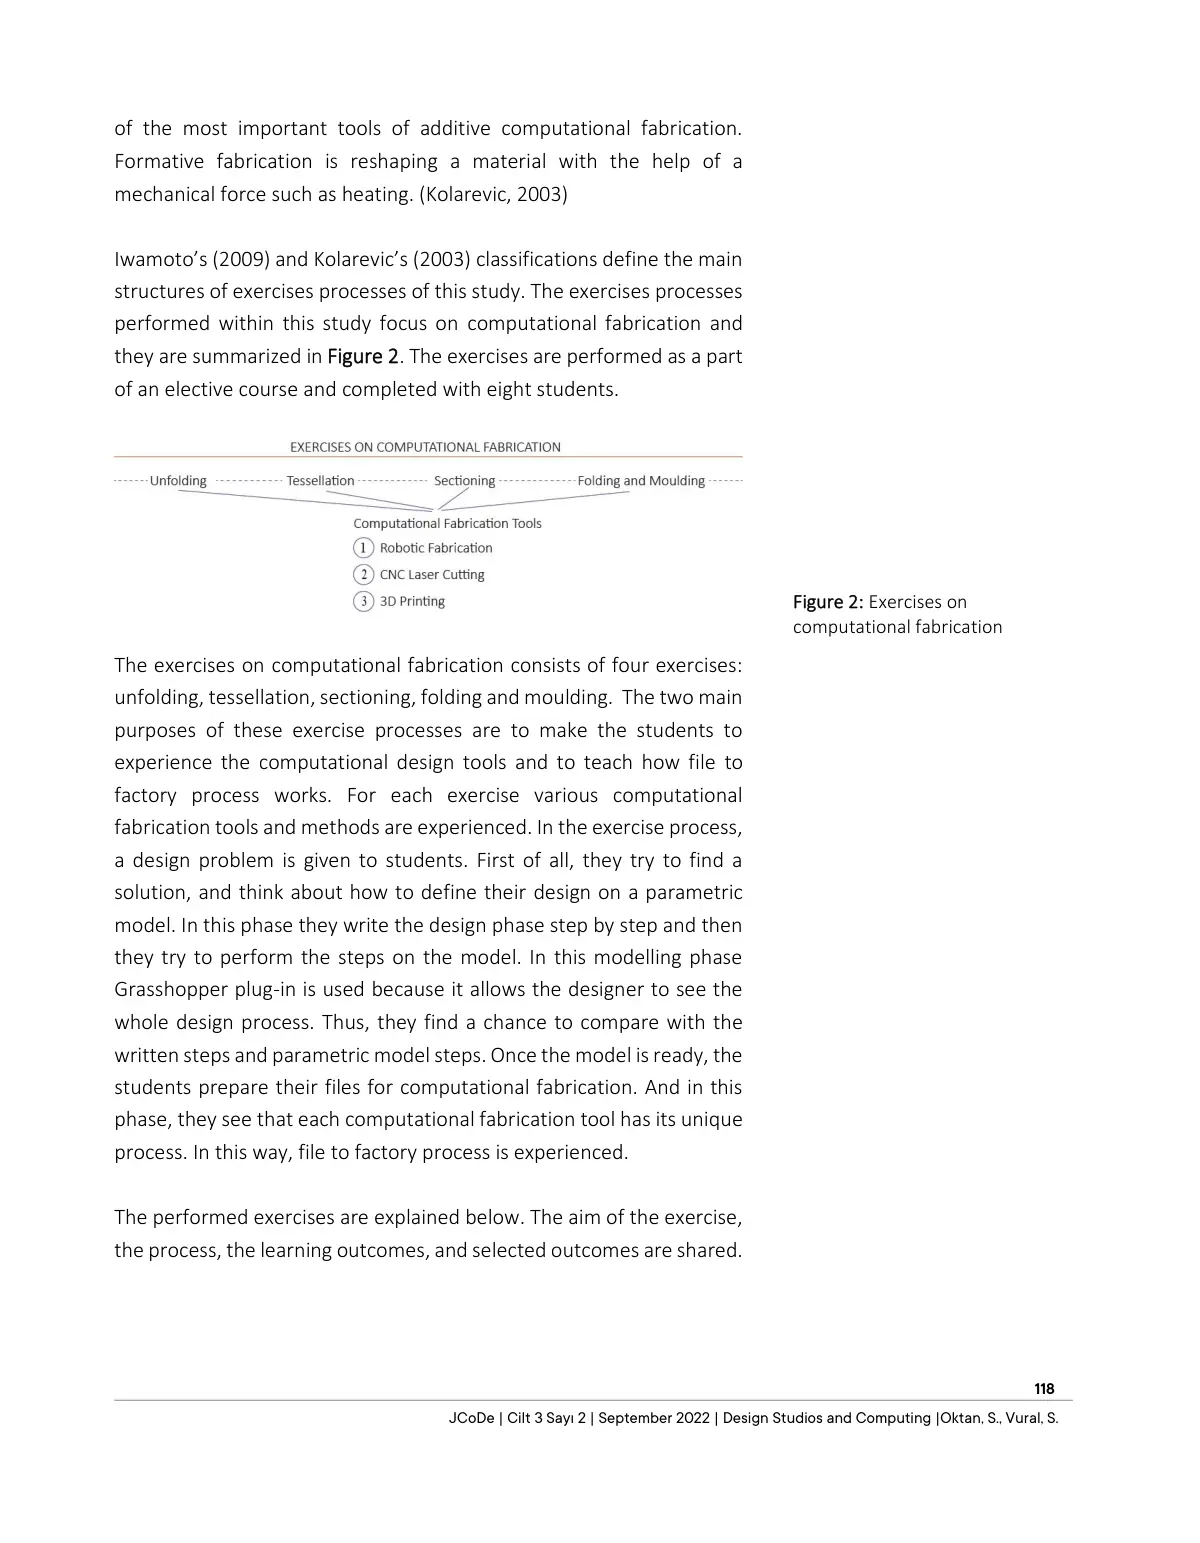 of the most important tools of additive computational fabrication.
Formative fabrication is reshaping a material with the help of a
mechanical force such as heating. (Kolarevic, 2003)
Iwamoto’s (2009) and Kolarevic’s (2003) classifications define the main
structures of exercises processes of this study. The exercises processes
performed within this study focus on computational fabrication and
they are summarized in Figure 2. The exercises are performed as a part
of an elective course and completed with eight students.
EXERCISES ON COMPUTATIONAL FABRICATION
Unfolding Tessellation Sectioning Folding and Moulding
Computational Fabrication Tools
1 Robotic Fabrication
2 CNC Laser Cutting
3 3D Printing
Figure 2: Exercises on
computational fabrication
The exercises on computational fabrication consists of four exercises:
unfolding, tessellation, sectioning, folding and moulding. The two main
purposes of these exercise processes are to make the students to
experience the computational design tools and to teach how file to
factory process works. For each exercise various computational
fabrication tools and methods are experienced. In the exercise process,
a design problem is given to students. First of all, they try to find a
solution, and think about how to define their design on a parametric
model. In this phase they write the design phase step by step and then
they try to perform the steps on the model. In this modelling phase
Grasshopper plug-in is used because it allows the designer to see the
whole design process. Thus, they find a chance to compare with the
written steps and parametric model steps. Once the model is ready, the
students prepare their files for computational fabrication. And in this
phase, they see that each computational fabrication tool has its unique
process. In this way, file to factory process is experienced.
The performed exercises are explained below. The aim of the exercise,
the process, the learning outcomes, and selected outcomes are shared.
118
JCoDe | Cilt 3 Sayı 2 | September 2022 | Design Studios and Computing |Oktan, S., Vural, S.